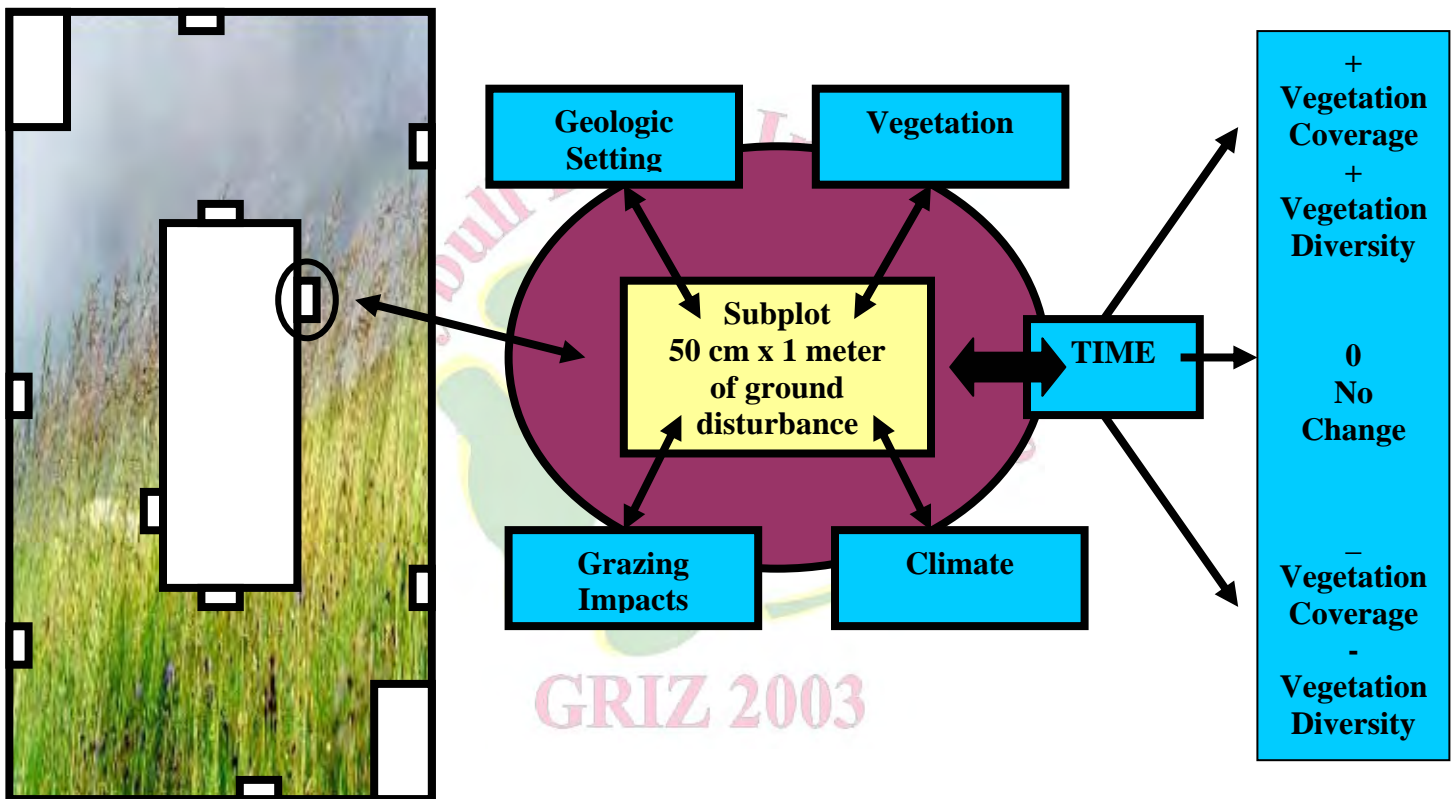 Geologic
Setting
Vegetation
Subplot
50 cm x 1 meter
of ground
disturbance
TIME
Grazing
Impacts
Climate
+
Vegetation
Coverage
+
Vegetation
Diversity
0
No
Change
–
Vegetation
Coverage
-
Vegetation
Diversity
GRIZ 2003